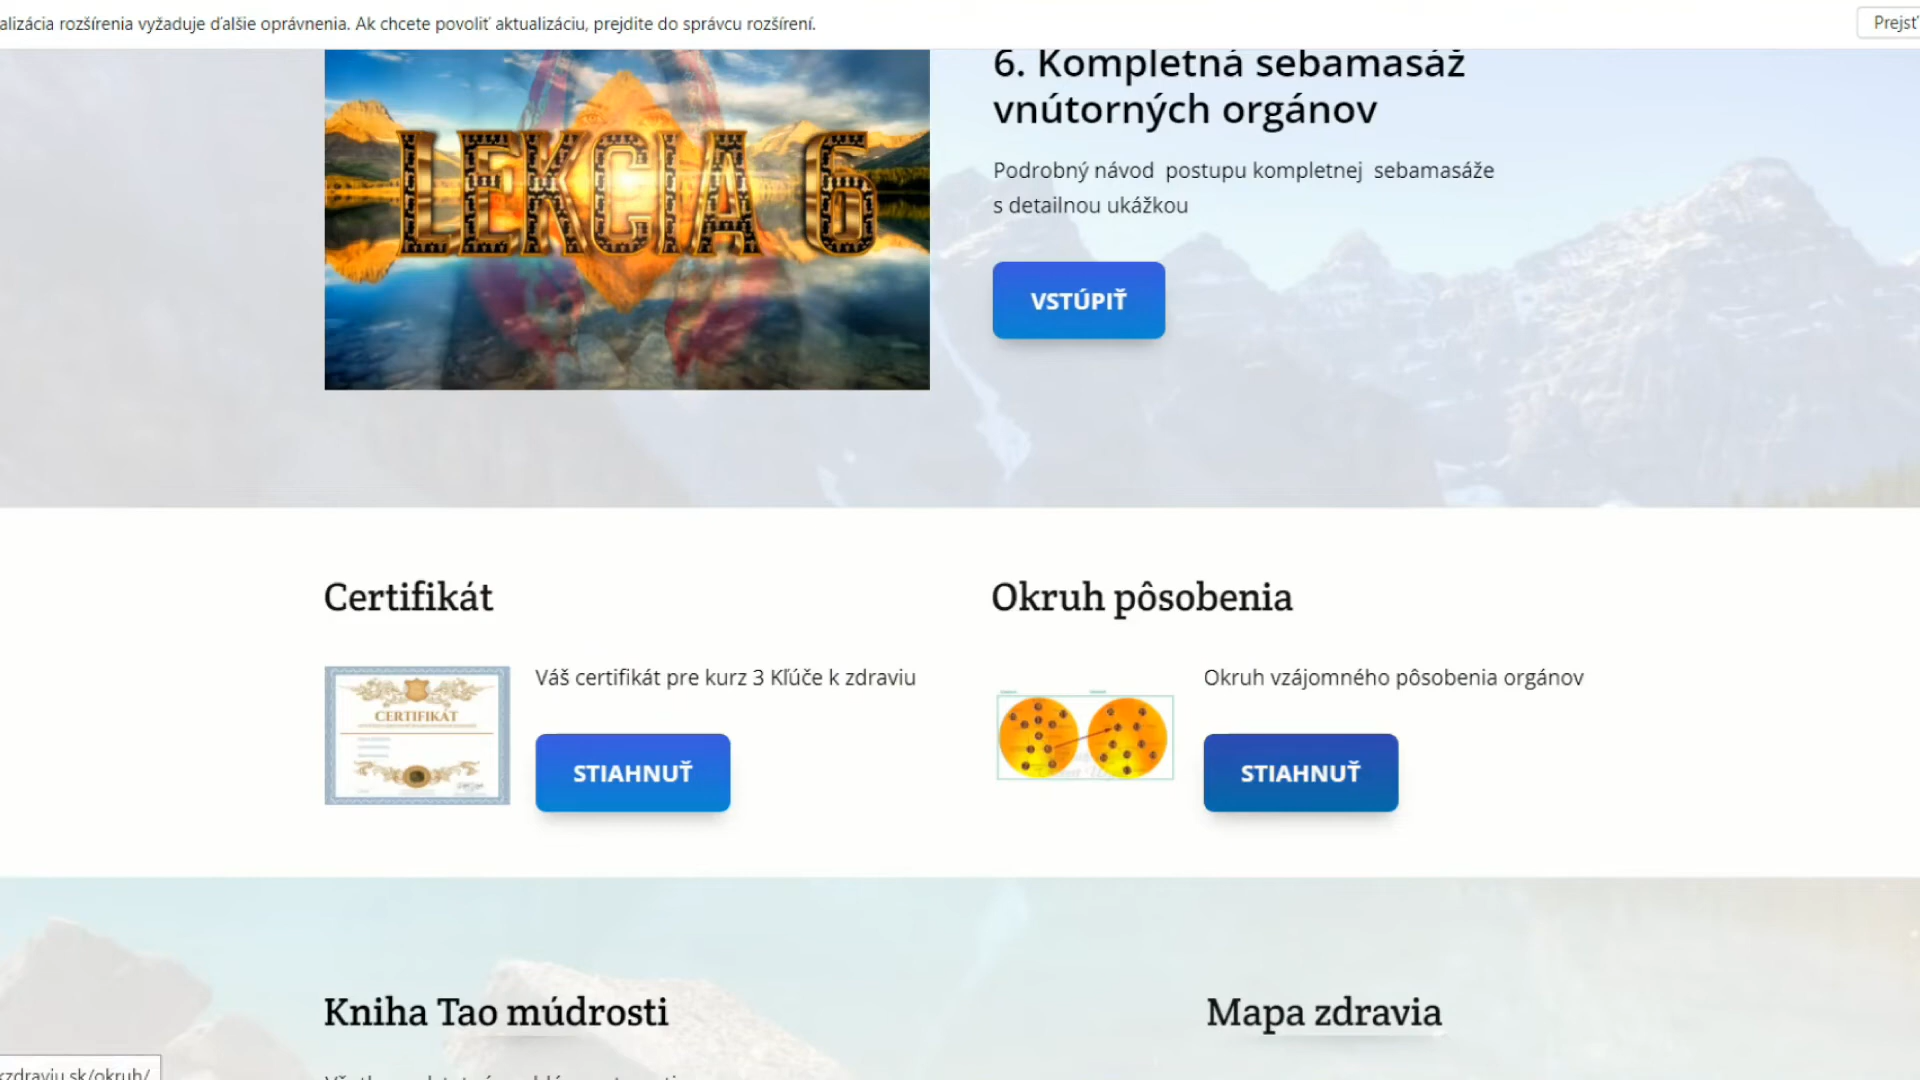 alizácia rozšírenia vyžaduje ďalšie oprávnenia. Ak chcete povoliť aktualizáciu, prejdite do správcu rozšírení.
Prejsť
LEKCIA 6
6. Kompletná sebamasáž
vnútorných orgánov
Podrobný návod postupu kompletnej sebamasáže
s detailnou ukážkou
VSTÚPIŤ
Certifikát
CERTIFIKÁT
Váš certifikát pre kurz 3 Kľúče k zdraviu
STIAHNUŤ
Okruh pôsobenia
Okruh vzájomného pôsobenia orgánov
STIAHNUŤ
Kniha Tao múdrosti
Mapa zdravia
kzdraviu.sk/okruh/